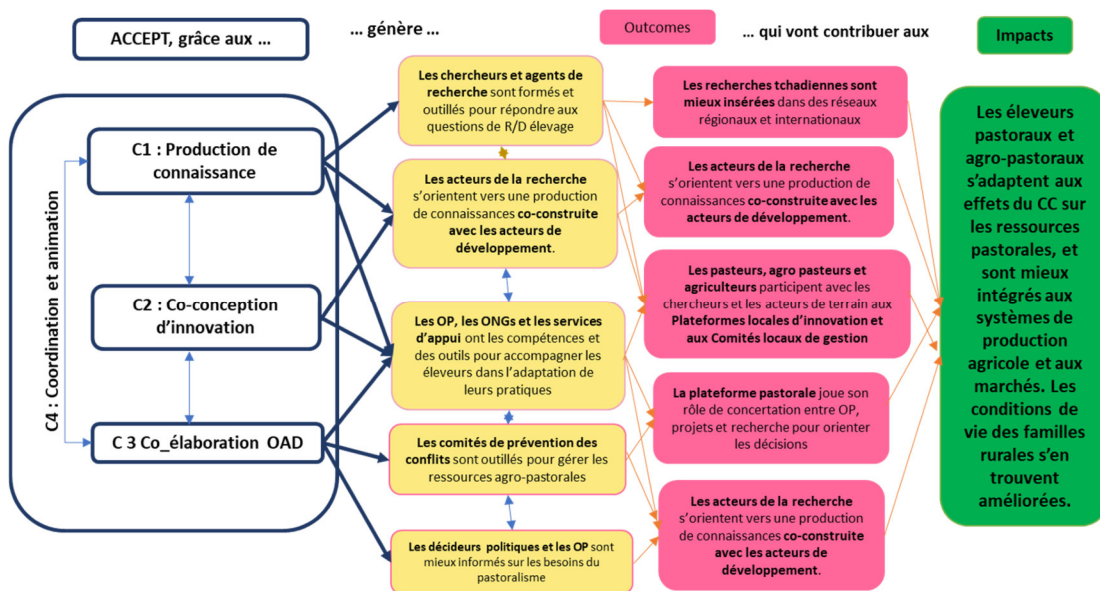 ACCEPT, grâce aux …
… génère …
Outcomes
… qui vont contribuer aux
Impacts
C4 : Coordination et animation
C1 : Production de
connaissance
C2 : Co-conception
d’innovation
C 3 Co_élaboration OAD
Les chercheurs et agents de
recherche sont formés et
outillés pour répondre aux
questions de R/D élevage
Les acteurs de la recherche
s’orientent vers une production
de connaissances co-construite
avec les acteurs de
développement.
Les OP, les ONGs et les services
d’appui ont les compétences et
des outils pour accompagner les
éleveurs dans l’adaptation de
leurs pratiques
Les comités de prévention des
conflits sont outillés pour gérer les
ressources agro-pastorales
Les décideurs politiques et les OP sont
mieux informés sur les besoins du
pastoralisme
Les recherches tchadiennes sont
mieux insérées dans des réseaux
régionaux et internationaux
Les acteurs de la recherche
s’orientent vers une production de
connaissances co-construite avec les
acteurs de développement.
Les pasteurs, agro pasteurs et
agriculteurs participent avec les
chercheurs et les acteurs de terrain aux
Plateformes locales d’innovation et
aux Comités locaux de gestion
La plateforme pastorale joue son
rôle de concertation entre OP,
projets et recherche pour orienter
les décisions
Les acteurs de la recherche
s’orientent vers une production
de connaissances co-construite
avec les acteurs de
développement.
Les éleveurs
pastoraux et
agro-pastoraux
s’adaptent aux
effets du CC sur
les ressources
pastorales, et
sont mieux
intégrés aux
systèmes de
production
agricole et aux
marchés. Les
conditions de
vie des familles
rurales s’en
trouvent
améliorées.